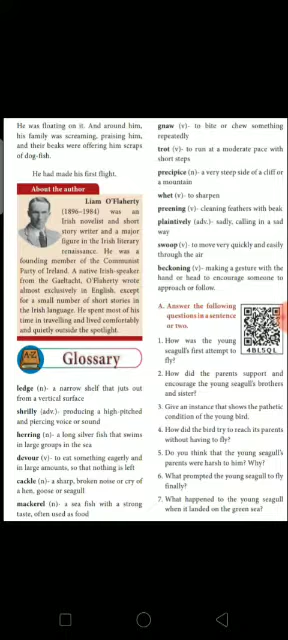 He was floating on it. And around him,
his family was screaming, praising him,
and their beaks were offering him scraps
of dog-fish.
He had made his first flight.
About the author
Liam O'Flaherty
(1896–1984) was an
Irish novelist and short
story writer and a major
figure in the Irish literary
renaissance. He was a
founding member of the Communist
Party of Ireland. A native Irish-speaker
from the Gaeltacht, O'Flaherty wrote
almost exclusively in English, except
for a small number of short stories in
the Irish language. He spent most of his
time in travelling and lived comfortably
and quietly outside the spotlight.
A-Z
Glossary
ledge (n)- a narrow shelf that juts out
from a vertical surface
shrilly (adv.)- producing a high-pitched
and piercing voice or sound
herring (n)- a long silver fish that swims
in large groups in the sea
devour (v)- to eat something eagerly and
in large amounts, so that nothing is left
cackle (n)- a sharp, broken noise or cry of
a hen, goose or seagull
mackerel (n)- a sea fish with a strong
taste, often used as food
gnaw (v)- to bite or chew something
repeatedly
trot (v)- to run at a moderate pace with
short steps
precipice (n)- a very steep side of a cliff or
a mountain
whet (v)- to sharpen
preening (v)- cleaning feathers with beak
plaintively (adv.)- sadly, calling in a sad
way
swoop (v)- to move very quickly and easily
through the air
beckoning (v)- making a gesture with the
hand or head to encourage someone to
approach or follow.
A. Answer the following
questions in a sentence
or two.
4BL5QL
1. How was the young
seagull's first attempt to
fly?
2. How did the parents support and
encourage the young seagull's brothers
and sister?
3. Give an instance that shows the pathetic
condition of the young bird.
4. How did the bird try to reach its parents
without having to fly?
5. Do you think that the young seagull's
parents were harsh to him? Why?
6. What prompted the young seagull to fly
finally?
7. What happened to the young seagull
when it landed on the green sea?